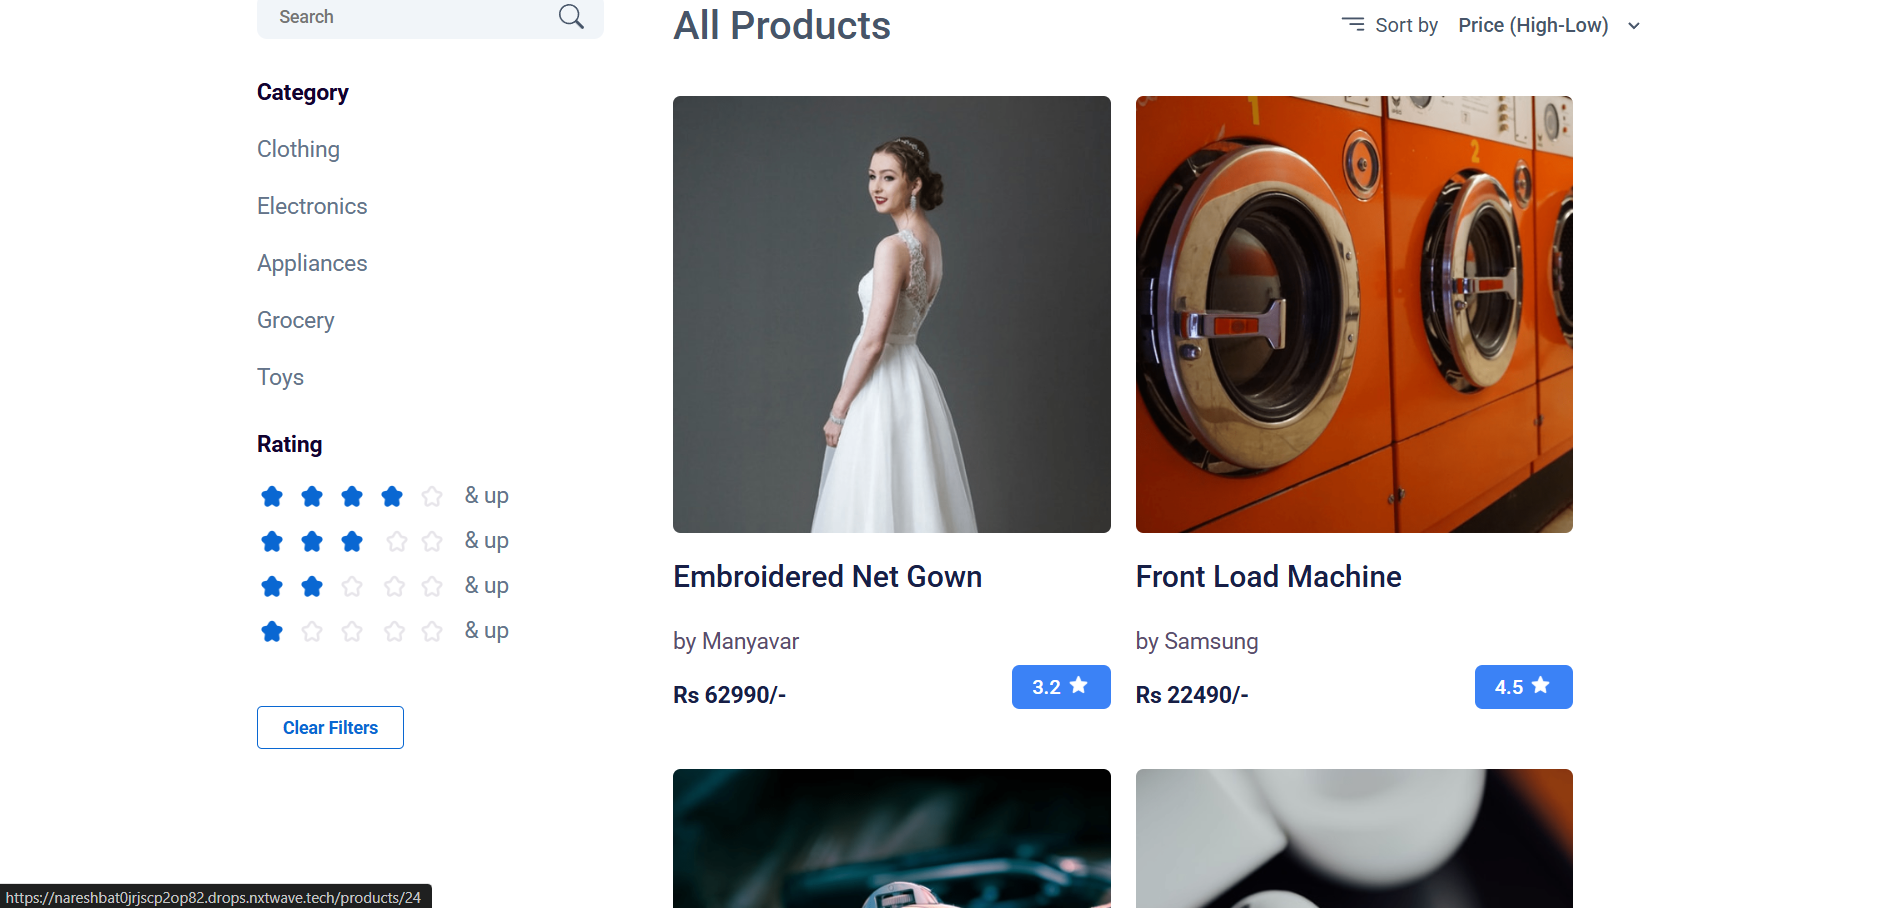 Search
All Products
Sort by
Price (High-Low)
Category
Clothing
Electronics
Appliances
Grocery
Toys
Rating
& up
& up
& up
& up
Clear Filters
1
2
Embroidered Net Gown
by Manyavar
Rs 62990/-
3.2
Front Load Machine
by Samsung
Rs 22490/-
4.5
https://nareshbat0jrjscp2op82.drops.nxtwave.tech/products/24